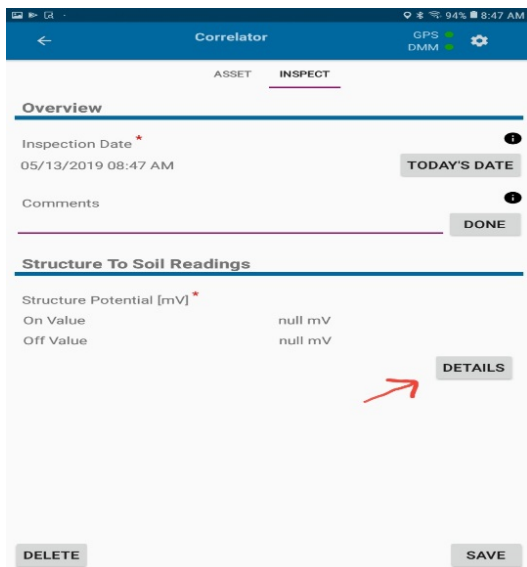 94% 8:47 AM
Correlator
GPS
DMM
ASSET INSPECT
Overview
Inspection Date *
05/13/2019 08:47 AM
TODAY'S DATE
Comments
DONE
Structure To Soil Readings
Structure Potential [mV] *
On Value null mV
Off Value null mV
DETAILS
DELETE SAVE